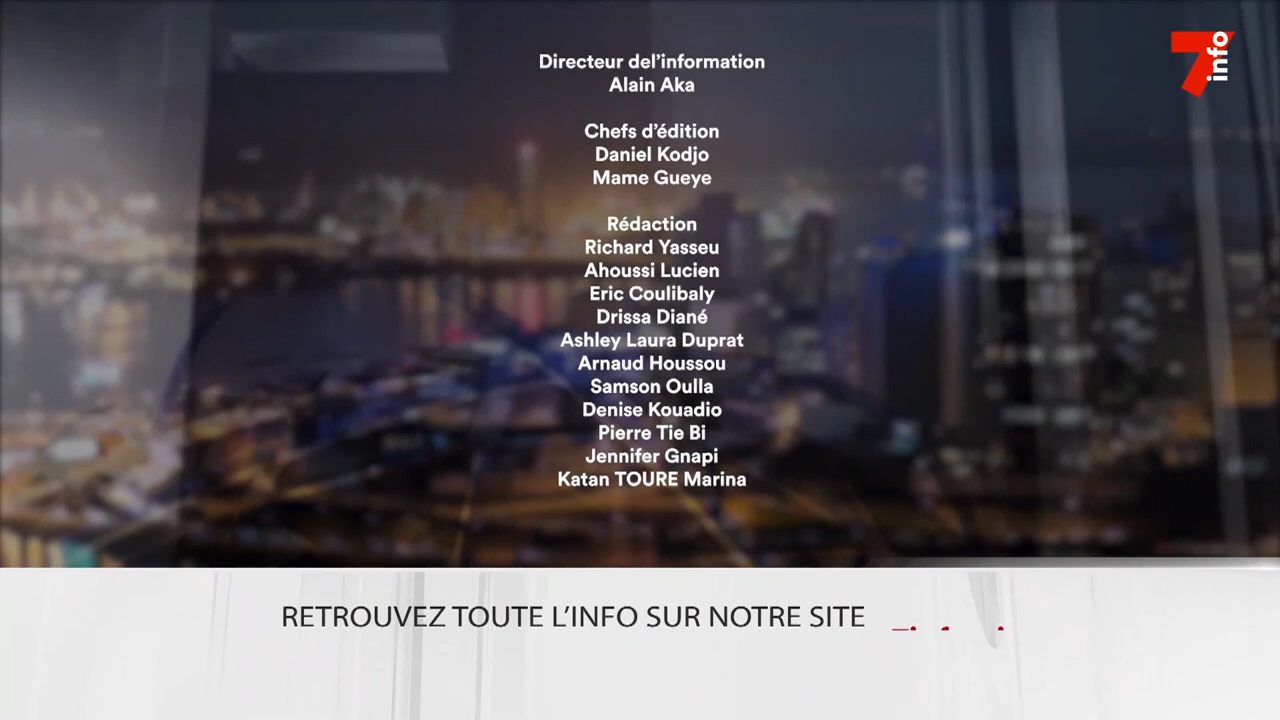 7info
Directeur del'information
Alain Aka
Chefs d'édition
Daniel Kodjo
Mame Gueye
Rédaction
Richard Yasseu
Ahoussi Lucien
Eric Coulibaly
Drissa Diané
Ashley Laura Duprat
Arnaud Houssou
Samson Oulla
Denise Kouadio
Pierre Tie Bi
Jennifer Gnapi
Katan TOURE Marina
RETROUVEZ TOUTE L'INFO SUR NOTRE SITE